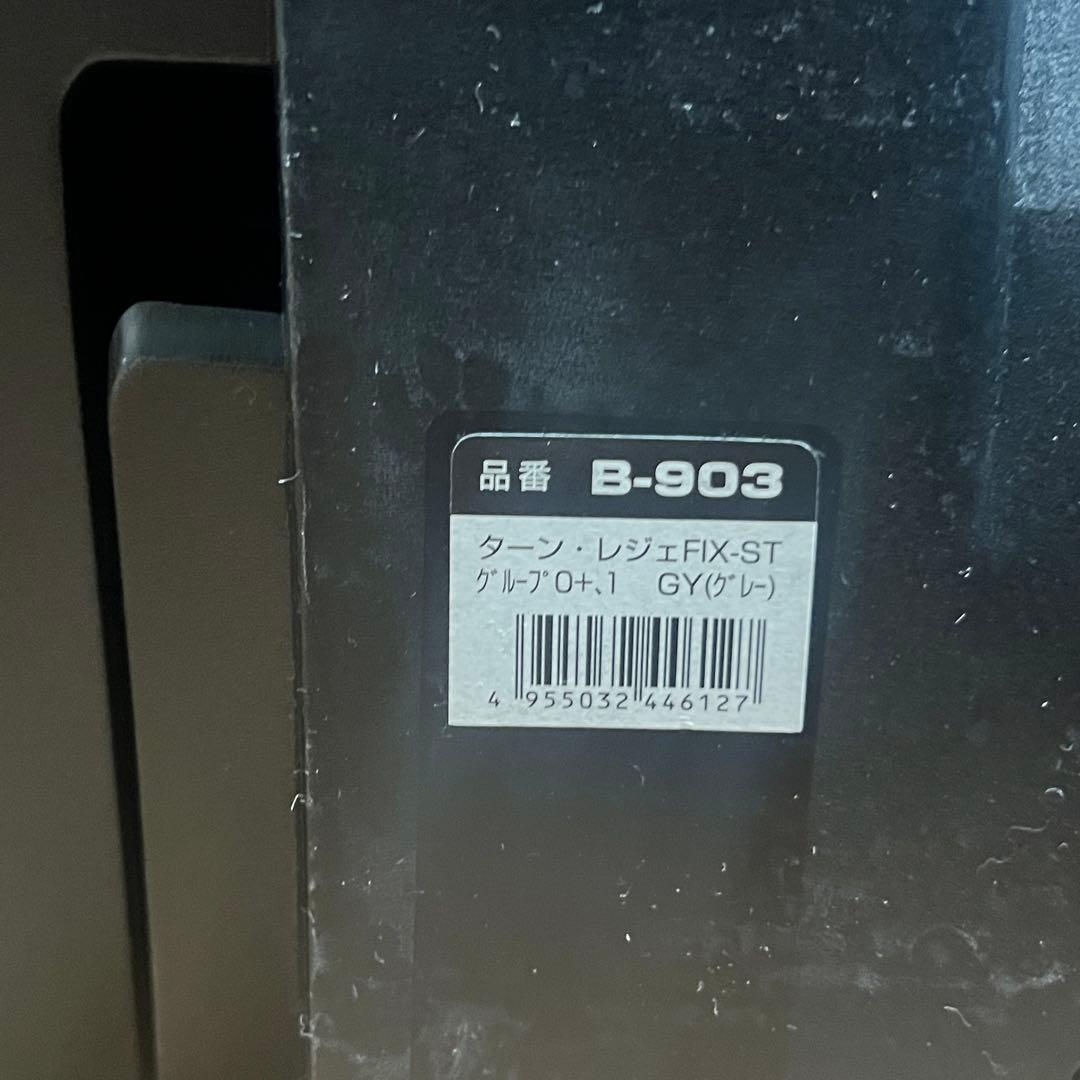 品番 B-903
ターン・レジェFIX-ST
ｸﾞﾙｰﾌﾟ0+､1 GY(ｸﾞﾚｰ)
4 955032 446127